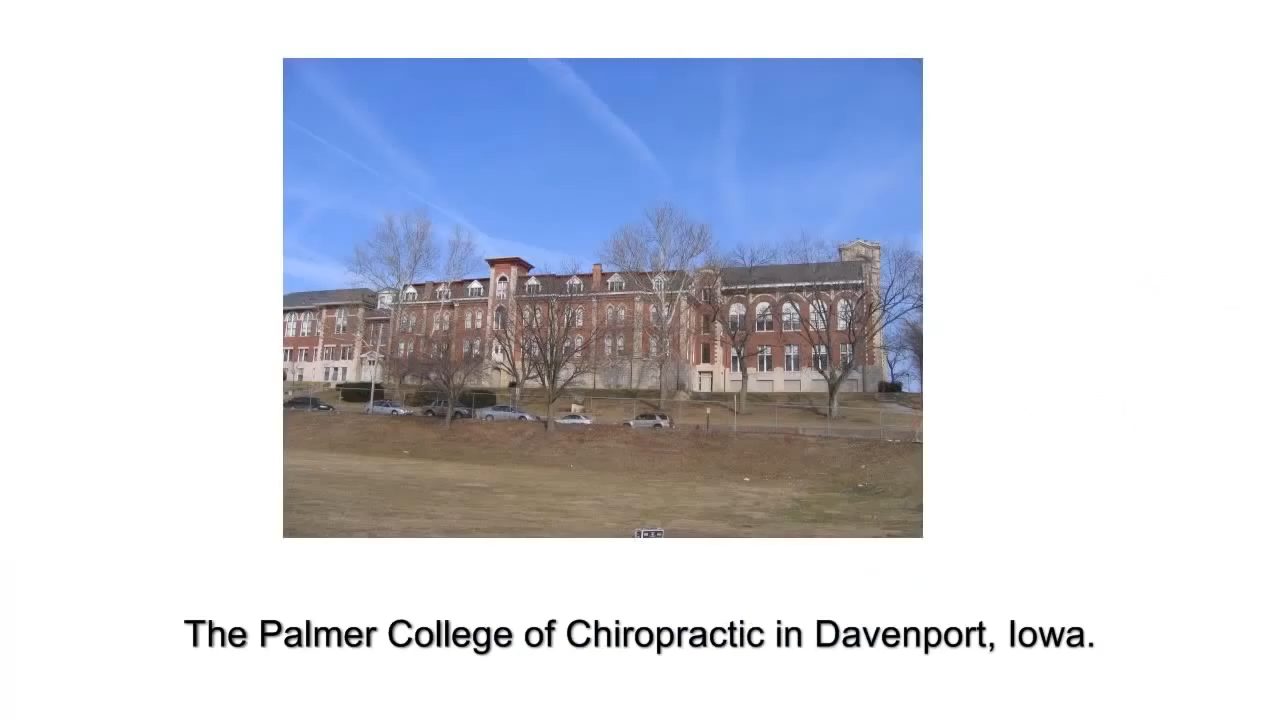 The Palmer College of Chiropractic in Davenport, Iowa.